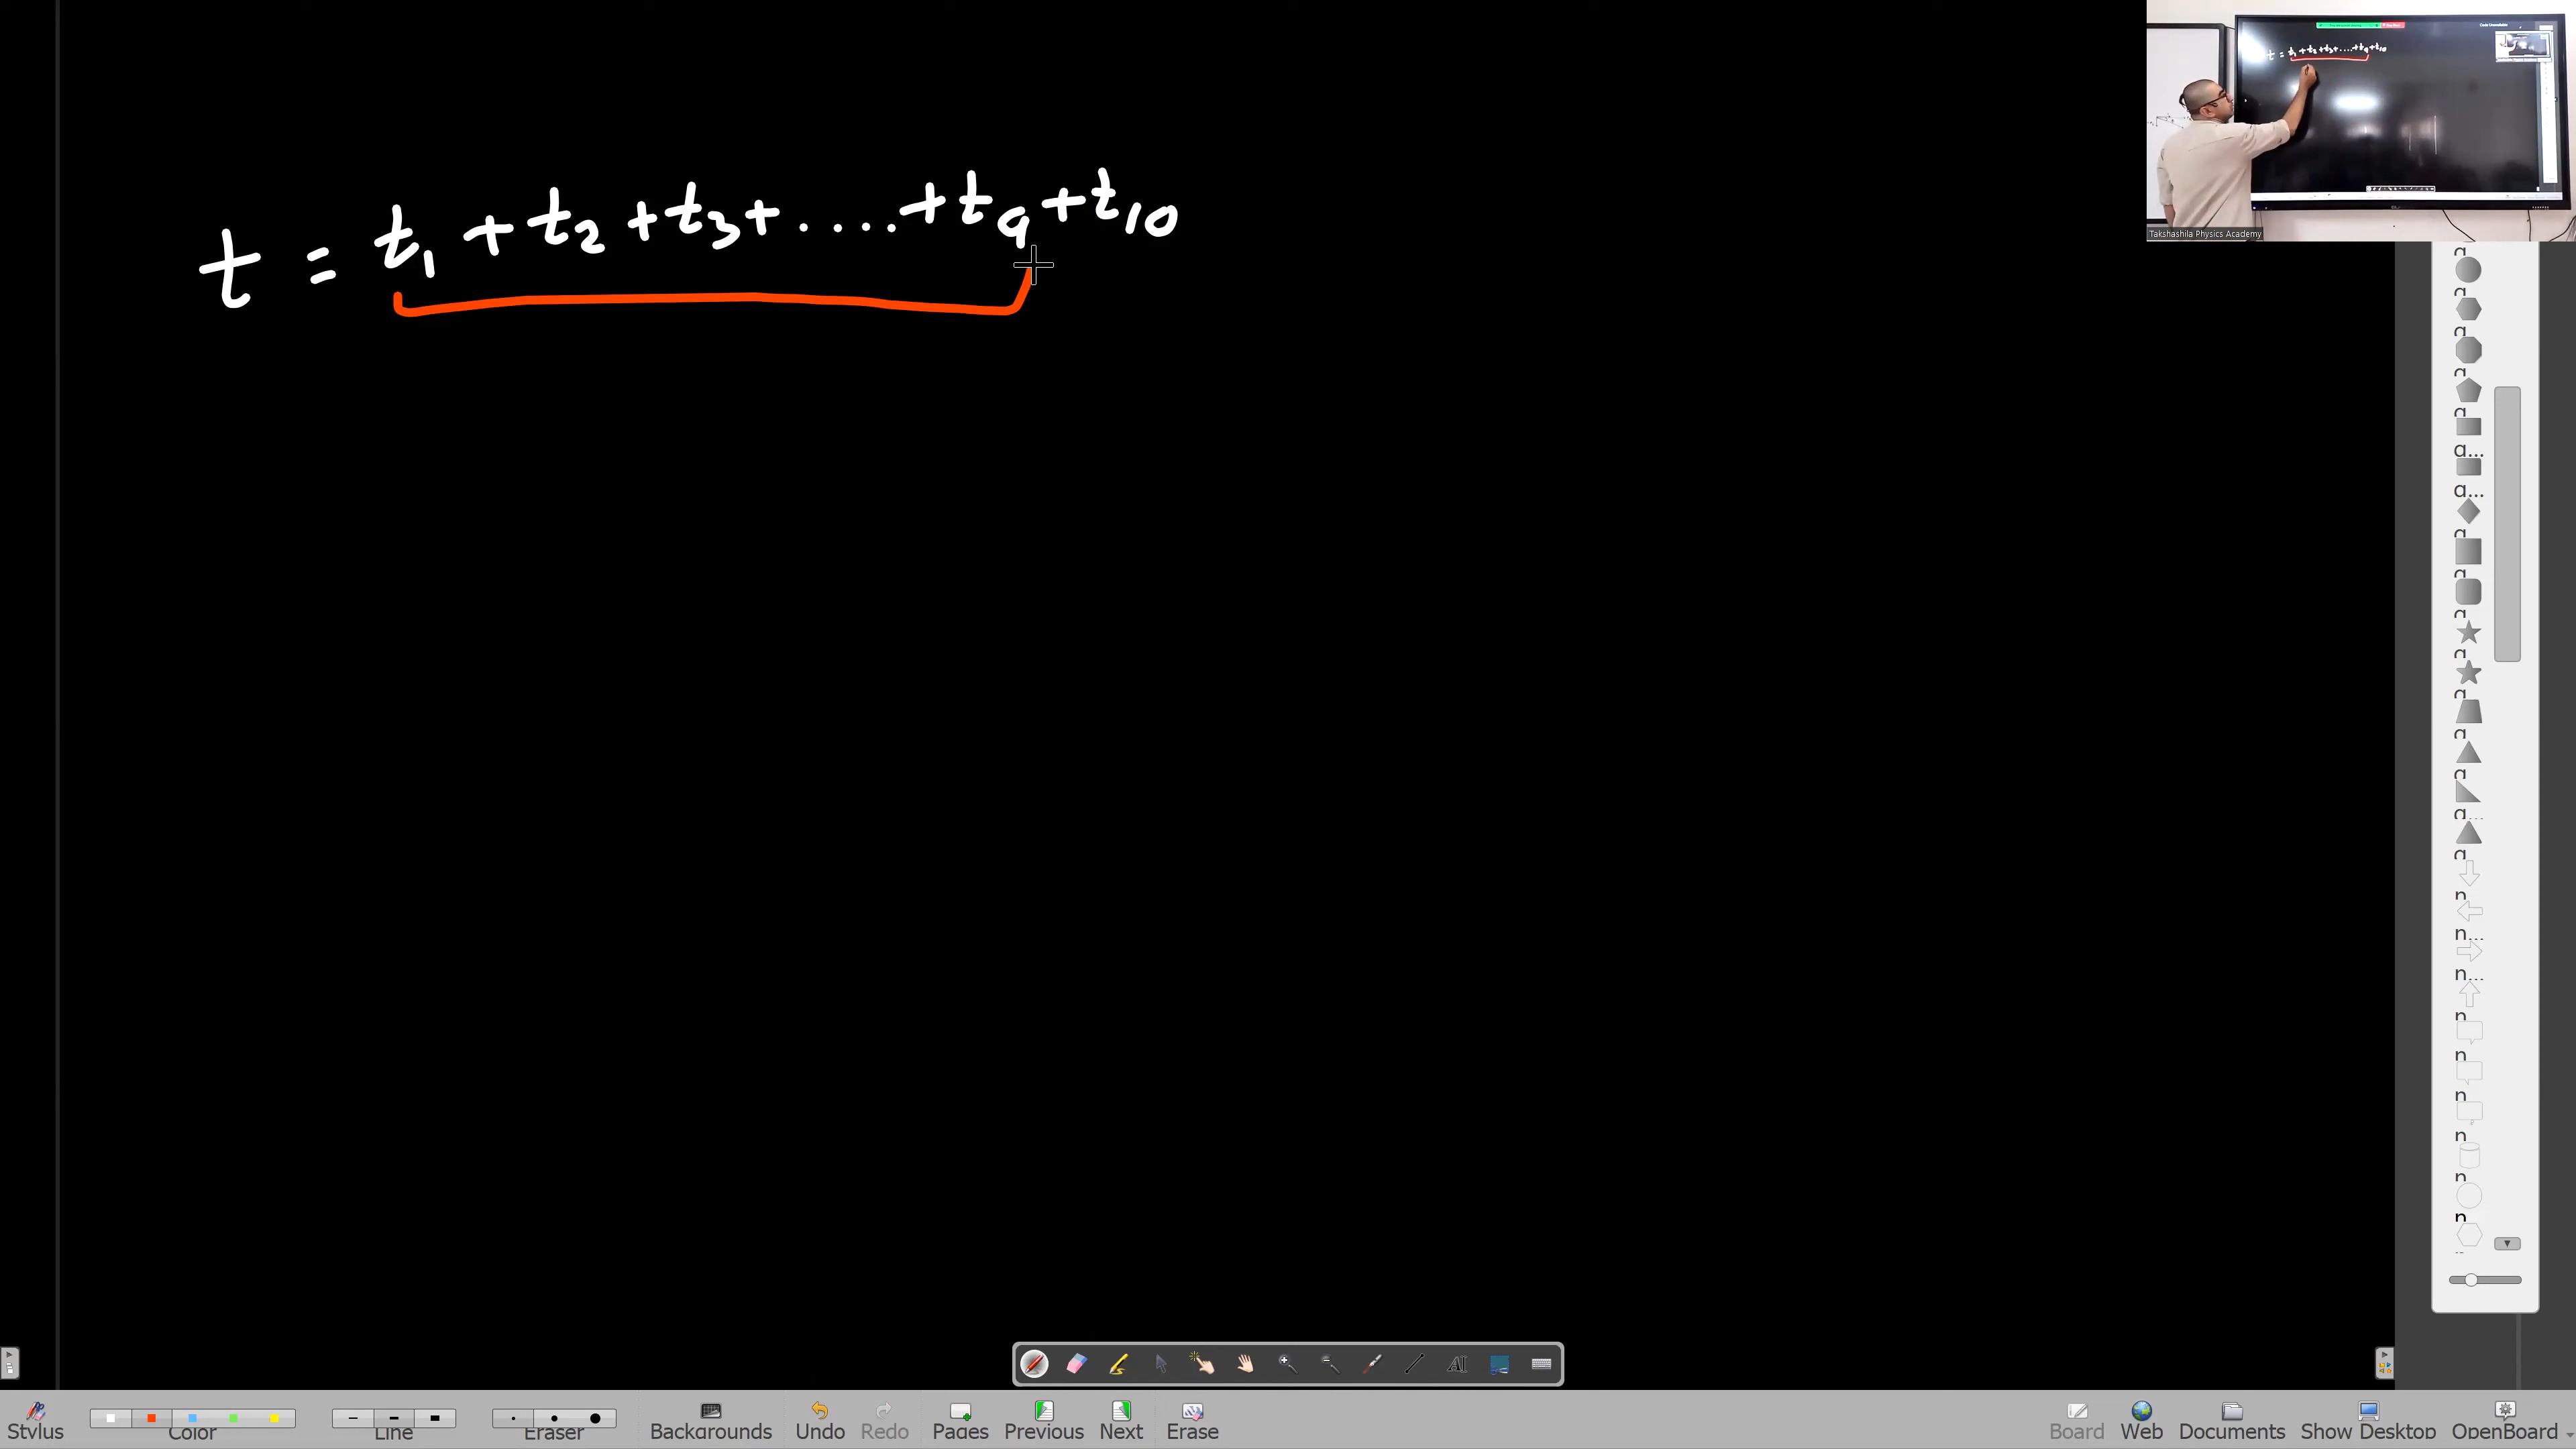 t = t₁ + t₂ + t₃ + .... + t₉ + t₁₀
Takshashila Physics Academy
a
a
a
a
a
a...
a...
a
a
a
a
a
a
a
a...
a
n
n...
n...
n
n
n
n
n
n
Stylus
Color
Line
Eraser
Backgrounds
Undo
Redo
Pages
Previous
Next
Erase
Board
Web
Documents
Show Desktop
OpenBoard